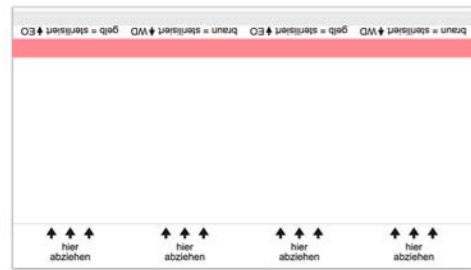 braun = sterilisiert WD gelb = sterilisiert EO braun = sterilisiert WD gelb = sterilisiert EO
hier hier hier hier
abziehen abziehen abziehen abziehen